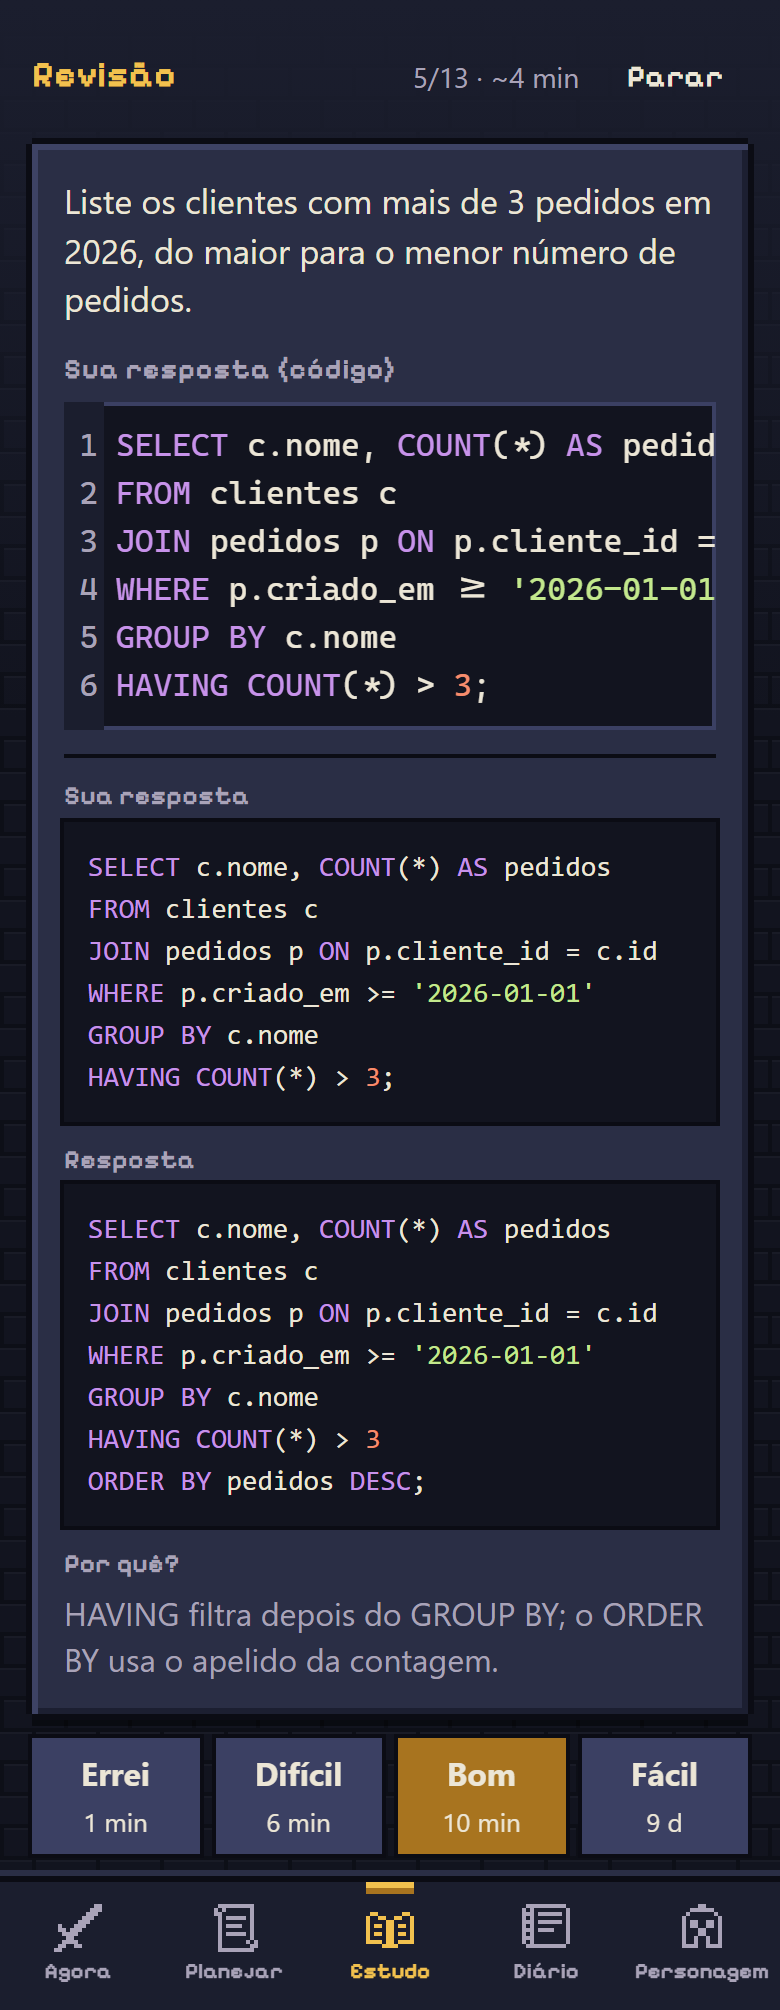 Revisão
5/13 · ~4 min
Parar
Liste os clientes com mais de 3 pedidos em
2026, do maior para o menor número de
pedidos.
Sua resposta (código)
1 SELECT c.nome, COUNT(*) AS pedid
2 FROM clientes c
3 JOIN pedidos p ON p.cliente_id =
4 WHERE p.criado_em ≥ '2026-01-01
5 GROUP BY c.nome
6 HAVING COUNT(*) > 3;
Sua resposta
SELECT c.nome, COUNT(*) AS pedidos
FROM clientes c
JOIN pedidos p ON p.cliente_id = c.id
WHERE p.criado_em >= '2026-01-01'
GROUP BY c.nome
HAVING COUNT(*) > 3;
Resposta
SELECT c.nome, COUNT(*) AS pedidos
FROM clientes c
JOIN pedidos p ON p.cliente_id = c.id
WHERE p.criado_em >= '2026-01-01'
GROUP BY c.nome
HAVING COUNT(*) > 3
ORDER BY pedidos DESC;
Por quê?
HAVING filtra depois do GROUP BY; o ORDER
BY usa o apelido da contagem.
Errei
1 min
Difícil
6 min
Bom
10 min
Fácil
9 d
Agora
Planejar
Estudo
Diário
Personagem